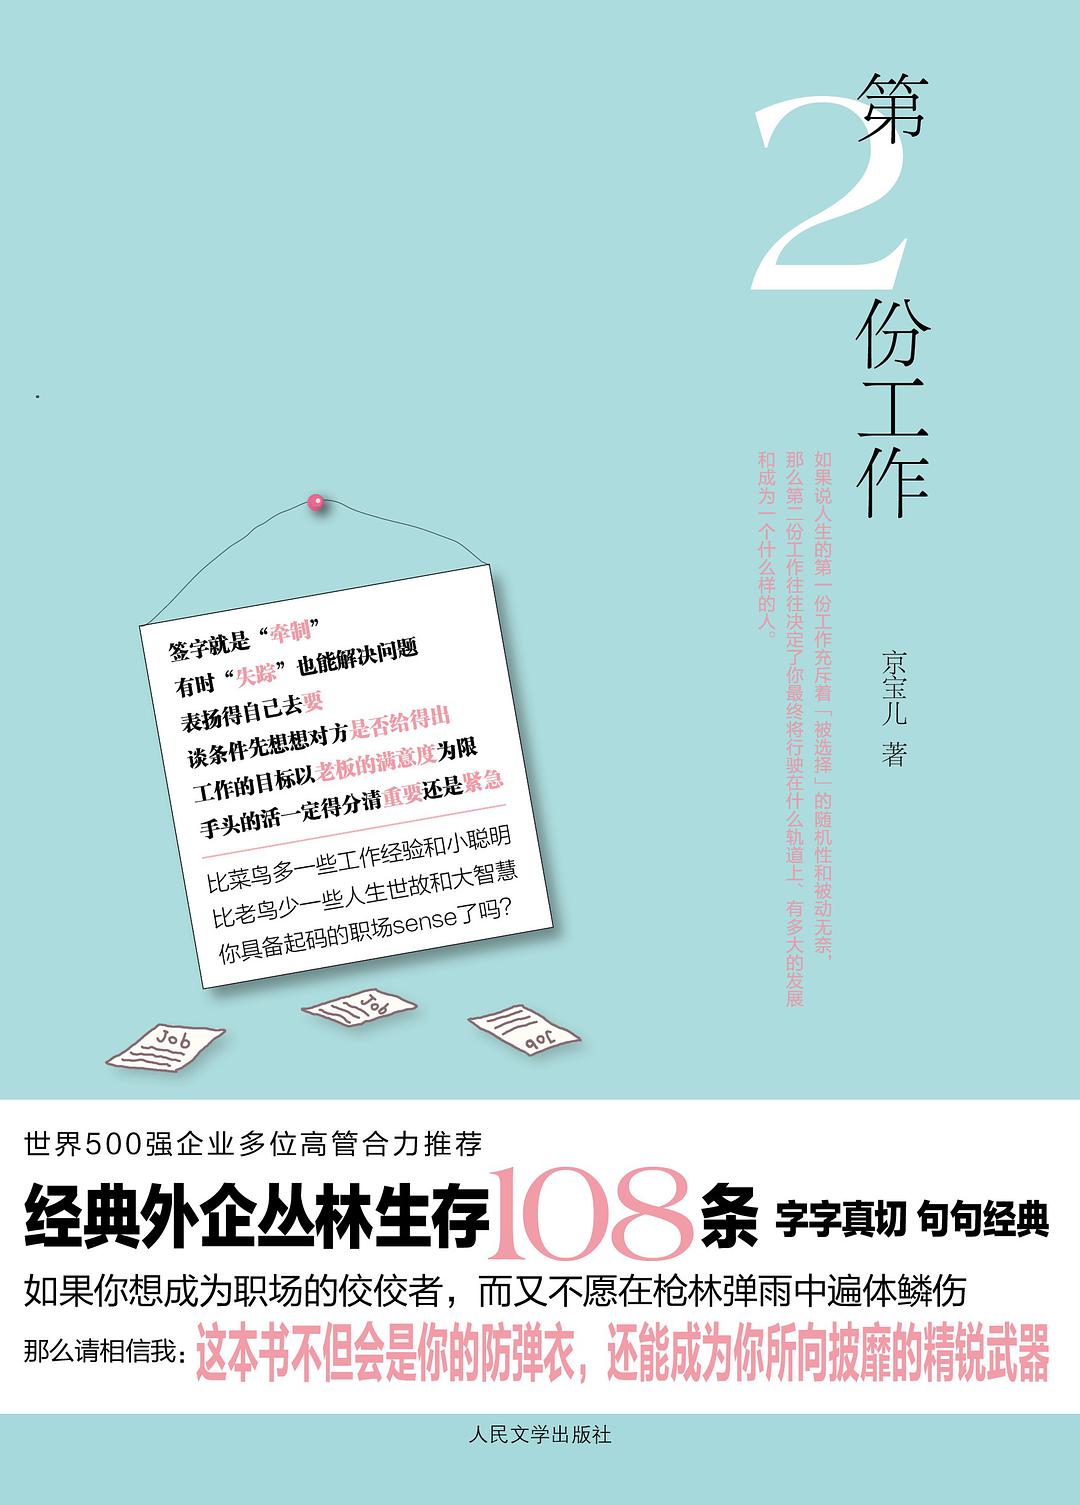 第2份工作
如果说人生的第一份工作充斥着「被选择」的随机性和被动无奈，
那么第二份工作往往决定了你最终将行驶在什么轨道上、有多大的发展
和成为一个什么样的人。
京宝儿 著
签字就是“牵制”
有时“失踪”也能解决问题
表扬得自己去要
谈条件先想想对方是否给得出
工作的目标以老板的满意度为限
手头的活一定得分清重要还是紧急
比菜鸟多一些工作经验和小聪明
比老鸟少一些人生世故和大智慧
你具备起码的职场sense了吗？
Job
Job
Job
世界500强企业多位高管合力推荐
经典外企丛林生存108条 字字真切 句句经典
如果你想成为职场的佼佼者，而又不愿在枪林弹雨中遍体鳞伤
那么请相信我：这本书不但会是你的防弹衣，还能成为你所向披靡的精锐武器
人民文学出版社